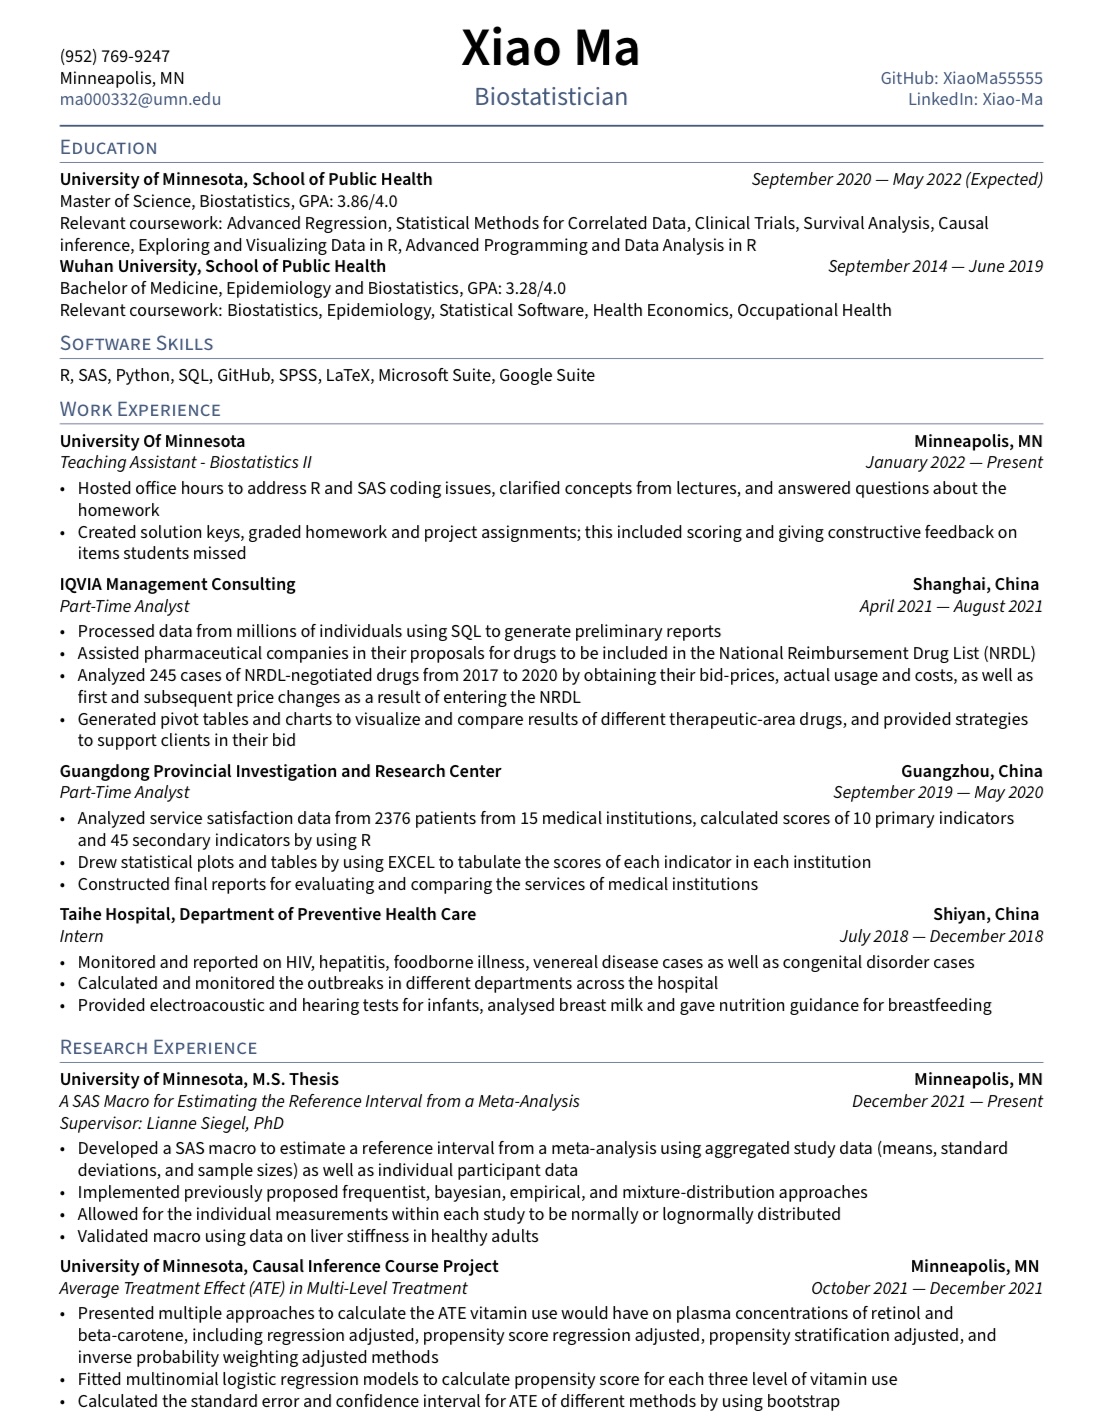 Xiao Ma
Biostatistician
(952) 769-9247
Minneapolis, MN
ma000332@umn.edu
GitHub: XiaoMa55555
LinkedIn: Xiao-Ma
Education
University of Minnesota, School of Public Health September 2020 — May 2022 (Expected)
Master of Science, Biostatistics, GPA: 3.86/4.0
Relevant coursework: Advanced Regression, Statistical Methods for Correlated Data, Clinical Trials, Survival Analysis, Causal
inference, Exploring and Visualizing Data in R, Advanced Programming and Data Analysis in R
Wuhan University, School of Public Health September 2014 — June 2019
Bachelor of Medicine, Epidemiology and Biostatistics, GPA: 3.28/4.0
Relevant coursework: Biostatistics, Epidemiology, Statistical Software, Health Economics, Occupational Health
Software Skills
R, SAS, Python, SQL, GitHub, SPSS, LaTeX, Microsoft Suite, Google Suite
Work Experience
University Of Minnesota Minneapolis, MN
Teaching Assistant - Biostatistics II January 2022 — Present
• Hosted office hours to address R and SAS coding issues, clarified concepts from lectures, and answered questions about the
homework
• Created solution keys, graded homework and project assignments; this included scoring and giving constructive feedback on
items students missed
IQVIA Management Consulting Shanghai, China
Part-Time Analyst April 2021 — August 2021
• Processed data from millions of individuals using SQL to generate preliminary reports
• Assisted pharmaceutical companies in their proposals for drugs to be included in the National Reimbursement Drug List (NRDL)
• Analyzed 245 cases of NRDL-negotiated drugs from 2017 to 2020 by obtaining their bid-prices, actual usage and costs, as well as
first and subsequent price changes as a result of entering the NRDL
• Generated pivot tables and charts to visualize and compare results of different therapeutic-area drugs, and provided strategies
to support clients in their bid
Guangdong Provincial Investigation and Research Center Guangzhou, China
Part-Time Analyst September 2019 — May 2020
• Analyzed service satisfaction data from 2376 patients from 15 medical institutions, calculated scores of 10 primary indicators
and 45 secondary indicators by using R
• Drew statistical plots and tables by using EXCEL to tabulate the scores of each indicator in each institution
• Constructed final reports for evaluating and comparing the services of medical institutions
Taihe Hospital, Department of Preventive Health Care Shiyan, China
Intern July 2018 — December 2018
• Monitored and reported on HIV, hepatitis, foodborne illness, venereal disease cases as well as congenital disorder cases
• Calculated and monitored the outbreaks in different departments across the hospital
• Provided electroacoustic and hearing tests for infants, analysed breast milk and gave nutrition guidance for breastfeeding
Research Experience
University of Minnesota, M.S. Thesis Minneapolis, MN
A SAS Macro for Estimating the Reference Interval from a Meta-Analysis December 2021 — Present
Supervisor: Lianne Siegel, PhD
• Developed a SAS macro to estimate a reference interval from a meta-analysis using aggregated study data (means, standard
deviations, and sample sizes) as well as individual participant data
• Implemented previously proposed frequentist, bayesian, empirical, and mixture-distribution approaches
• Allowed for the individual measurements within each study to be normally or lognormally distributed
• Validated macro using data on liver stiffness in healthy adults
University of Minnesota, Causal Inference Course Project Minneapolis, MN
Average Treatment Effect (ATE) in Multi-Level Treatment October 2021 — December 2021
• Presented multiple approaches to calculate the ATE vitamin use would have on plasma concentrations of retinol and
beta-carotene, including regression adjusted, propensity score regression adjusted, propensity stratification adjusted, and
inverse probability weighting adjusted methods
• Fitted multinomial logistic regression models to calculate propensity score for each three level of vitamin use
• Calculated the standard error and confidence interval for ATE of different methods by using bootstrap